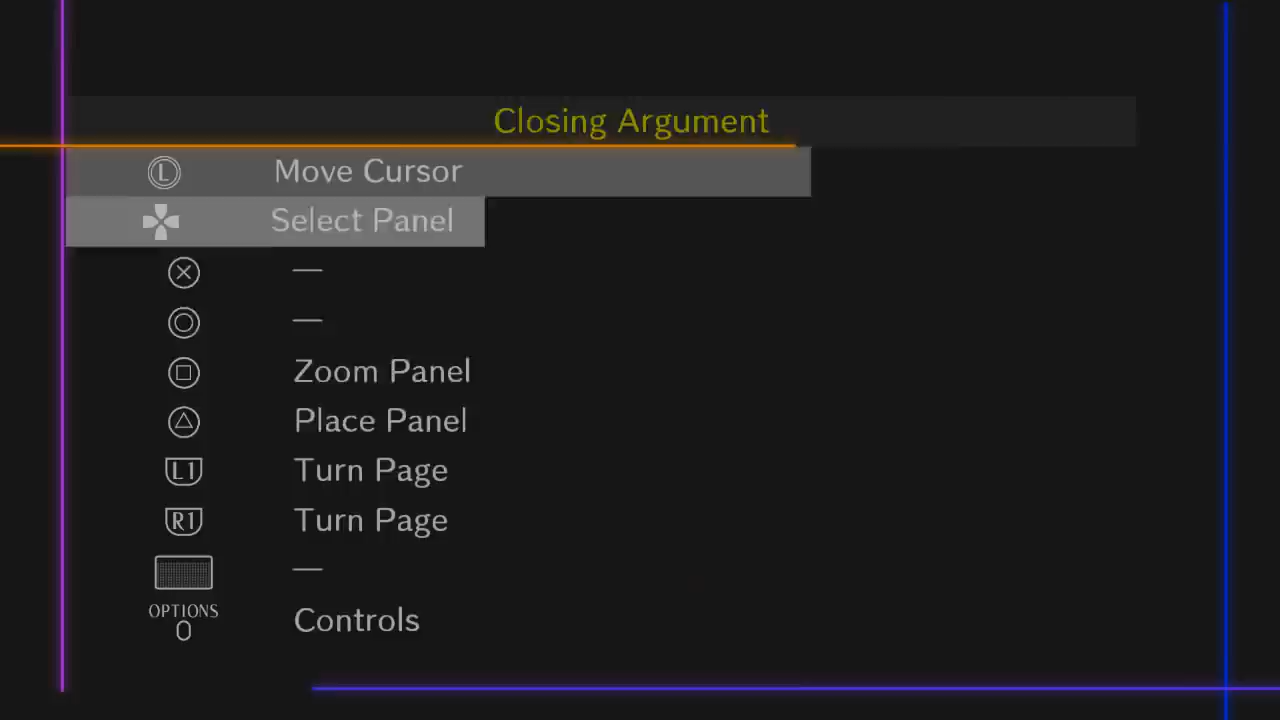 Closing Argument
L Move Cursor
Select Panel
—
—
Zoom Panel
Place Panel
L1 Turn Page
R1 Turn Page
—
OPTIONS
Controls